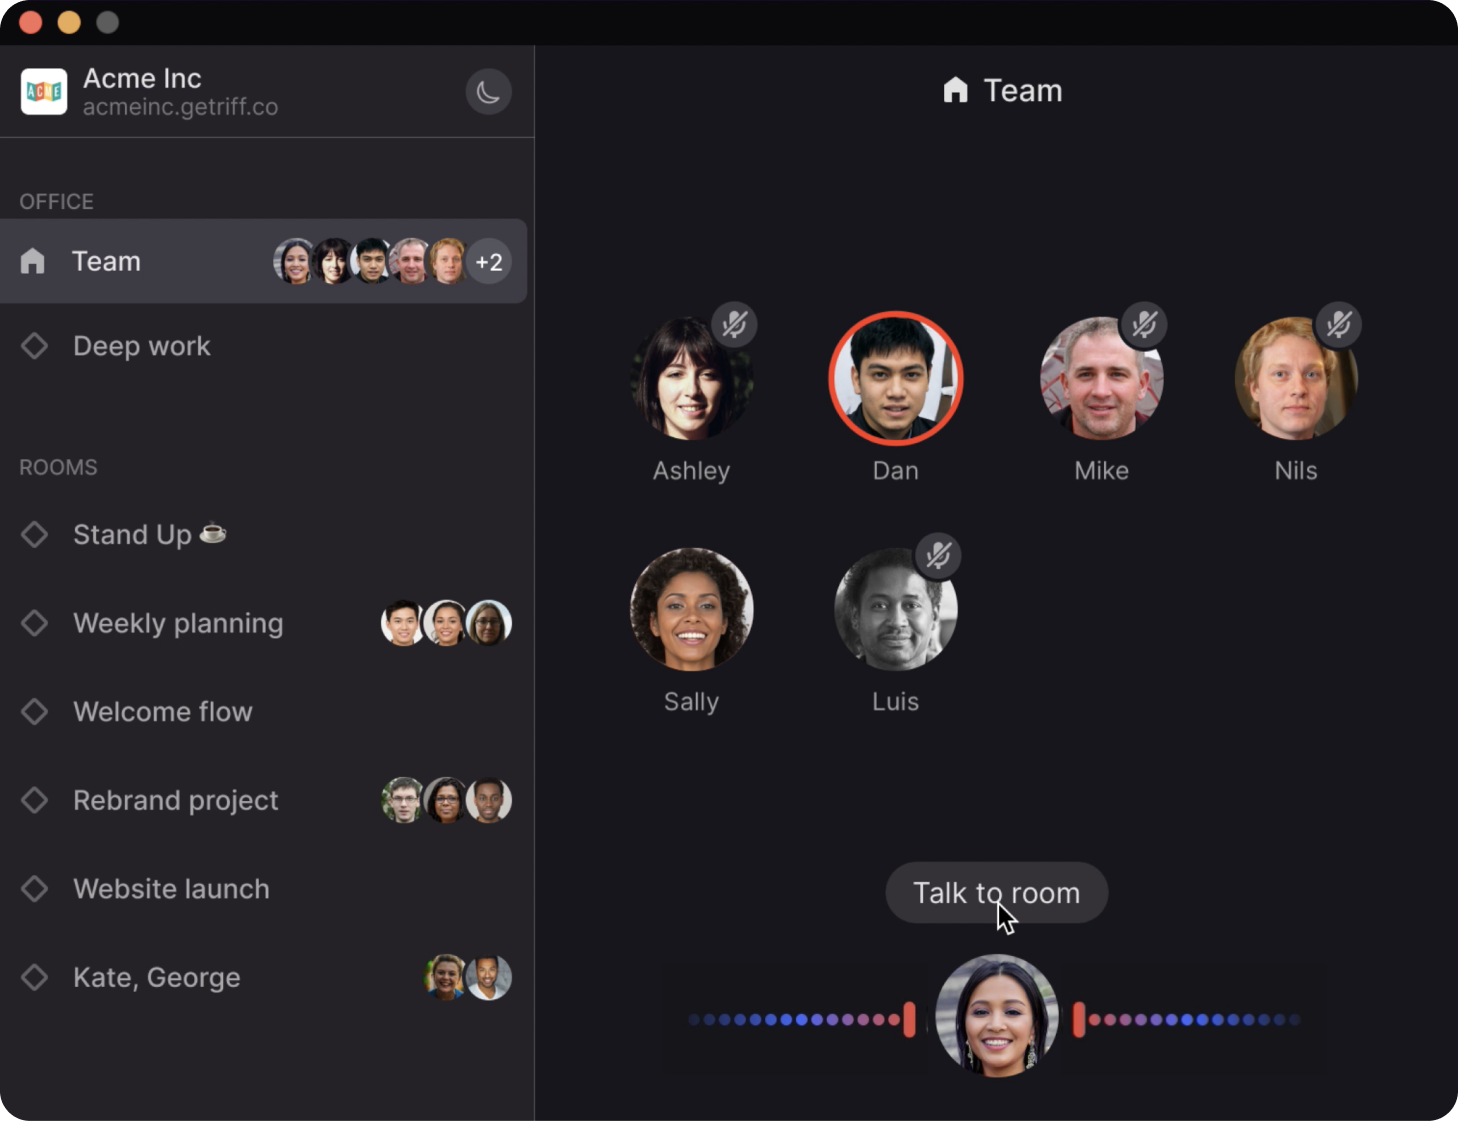 ACME
Acme Inc
acmeinc.getriff.co
OFFICE
Team
+2
Deep work
ROOMS
Stand Up
Weekly planning
Welcome flow
Rebrand project
Website launch
Kate, George
Team
Ashley
Dan
Mike
Nils
Sally
Luis
Talk to room